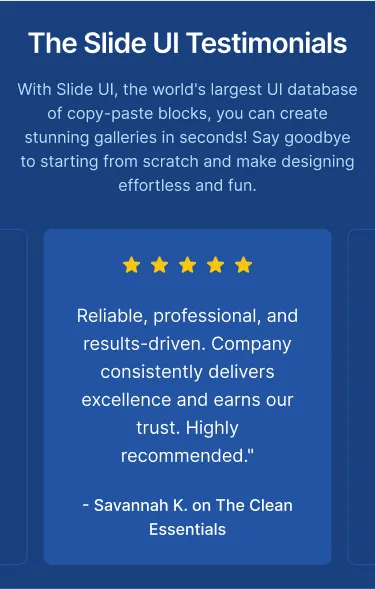 The Slide UI Testimonials
With Slide UI, the world's largest UI database
of copy-paste blocks, you can create
stunning galleries in seconds! Say goodbye
to starting from scratch and make designing
effortless and fun.
Reliable, professional, and
results-driven. Company
consistently delivers
excellence and earns our
trust. Highly
recommended."
- Savannah K. on The Clean
Essentials